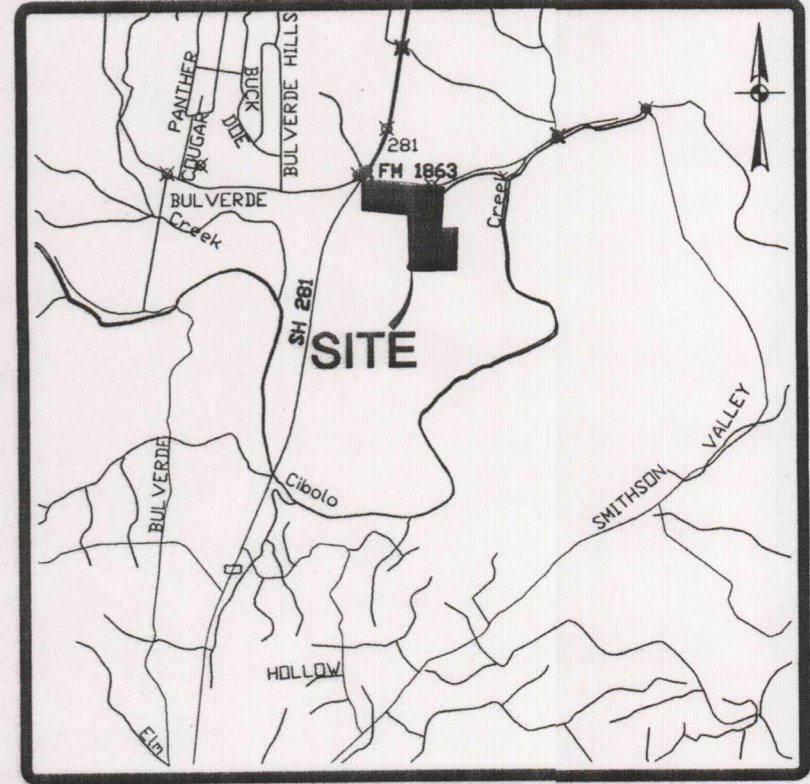 PANTHER
COUGAR
BUCK
DOE
BULVERDE HILLS
281
FM 1863
BULVERDE
Creek
Creek
SH 281
SITE
BULVERDE
Cibolo
SMITHSON VALLEY
HOLLOW
Elm